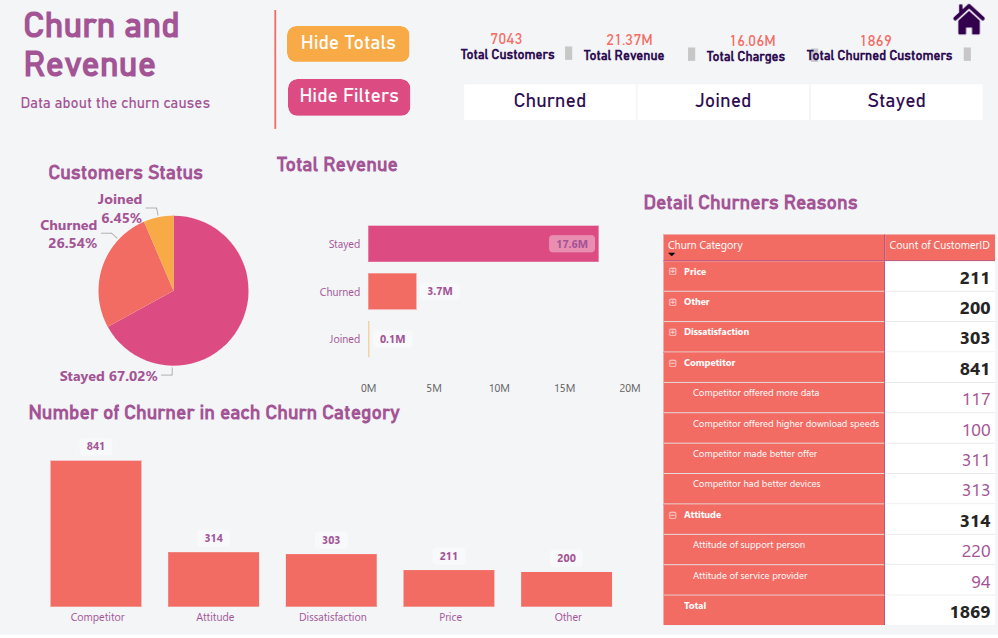 Churn and
Revenue
Data about the churn causes
Hide Totals
Hide Filters
7043
Total Customers
21.37M
Total Revenue
16.06M
Total Charges
1869
Total Churned Customers
Churned
Joined
Stayed
Customers Status
Joined
6.45%
Churned
26.54%
Stayed 67.02%
Total Revenue
Stayed
17.6M
Churned
3.7M
Joined
0.1M
0M 5M 10M 15M 20M
Number of Churner in each Churn Category
841
314
303
211
200
Competitor
Attitude
Dissatisfaction
Price
Other
Detail Churners Reasons
Churn Category Count of CustomerID
Price 211
Other 200
Dissatisfaction 303
Competitor 841
Competitor offered more data 117
Competitor offered higher download speeds 100
Competitor made better offer 311
Competitor had better devices 313
Attitude 314
Attitude of support person 220
Attitude of service provider 94
Total 1869